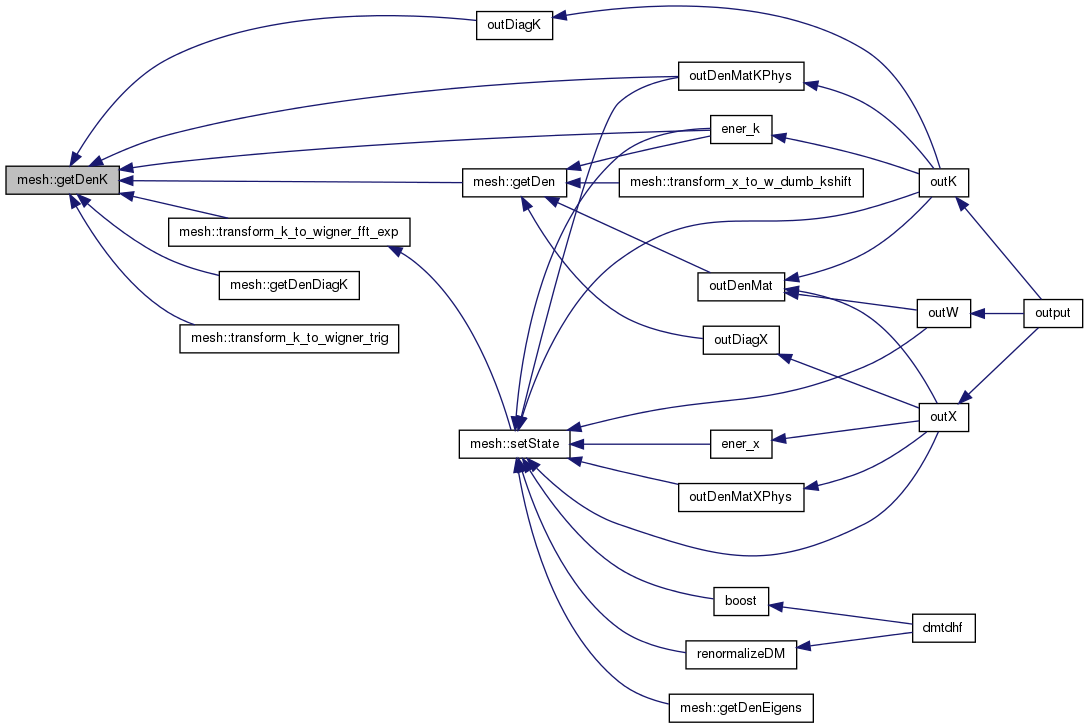 outDiagK
outDenMatKPhys
ener_k
mesh::getDenK
mesh::getDen
mesh::transform_x_to_w_dumb_kshift
outK
mesh::transform_k_to_wigner_fft_exp
mesh::getDenDiagK
outDenMat
outW
output
mesh::transform_k_to_wigner_trig
outDiagX
outX
mesh::setState
ener_x
outDenMatXPhys
boost
dmtdhf
renormalizeDM
mesh::getDenEigens